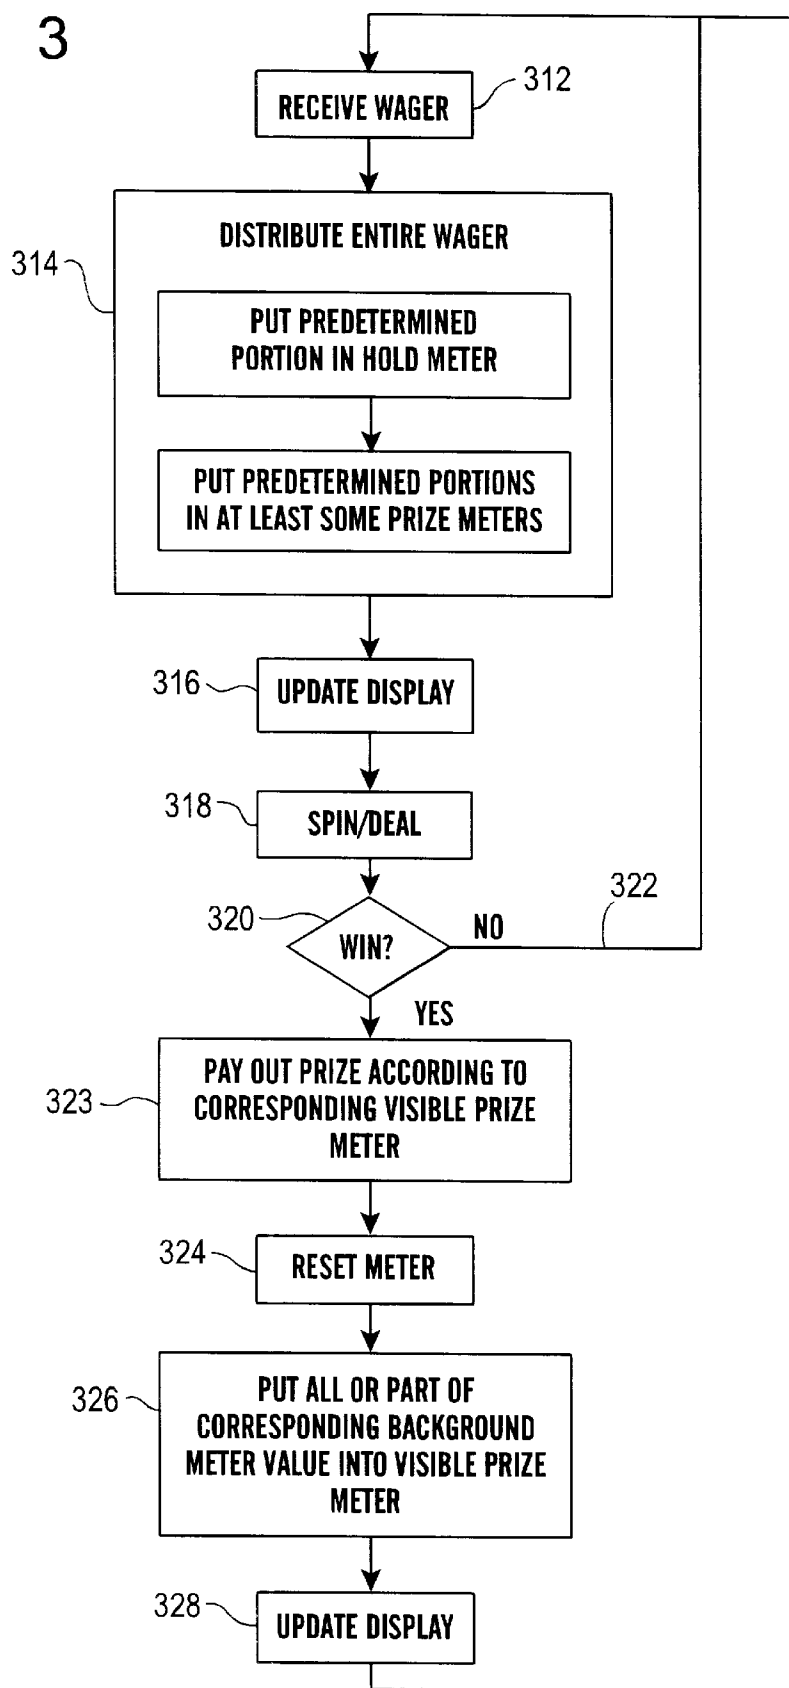 3
RECEIVE WAGER
312
DISTRIBUTE ENTIRE WAGER
314
PUT PREDETERMINED
PORTION IN HOLD METER
PUT PREDETERMINED PORTIONS
IN AT LEAST SOME PRIZE METERS
316
UPDATE DISPLAY
318
SPIN/DEAL
320
WIN?
NO
322
YES
323
PAY OUT PRIZE ACCORDING TO
CORRESPONDING VISIBLE PRIZE
METER
324
RESET METER
326
PUT ALL OR PART OF
CORRESPONDING BACKGROUND
METER VALUE INTO VISIBLE PRIZE
METER
328
UPDATE DISPLAY